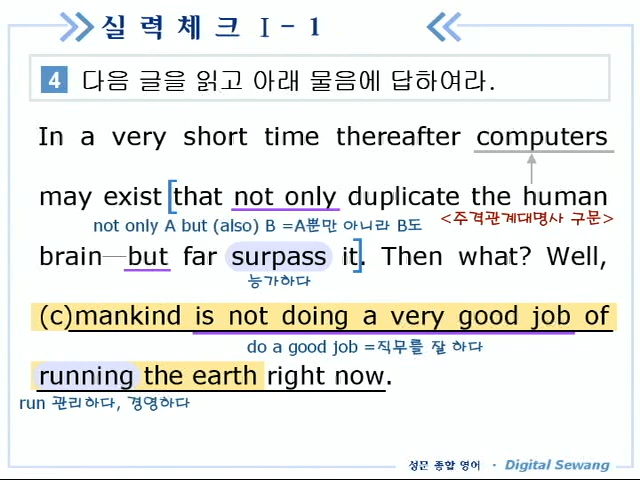 실력체크 I - 1
4 다음 글을 읽고 아래 물음에 답하여라.
In a very short time thereafter computers
may exist [that not only duplicate the human
not only A but (also) B =A뿐만 아니라 B도 <주격관계대명사 구문>
brain—but far surpass it]. Then what? Well,
능가하다
(c)mankind is not doing a very good job of
do a good job =직무를 잘 하다
running the earth right now.
run 관리하다, 경영하다
성문 종합 영어 · Digital Sewang